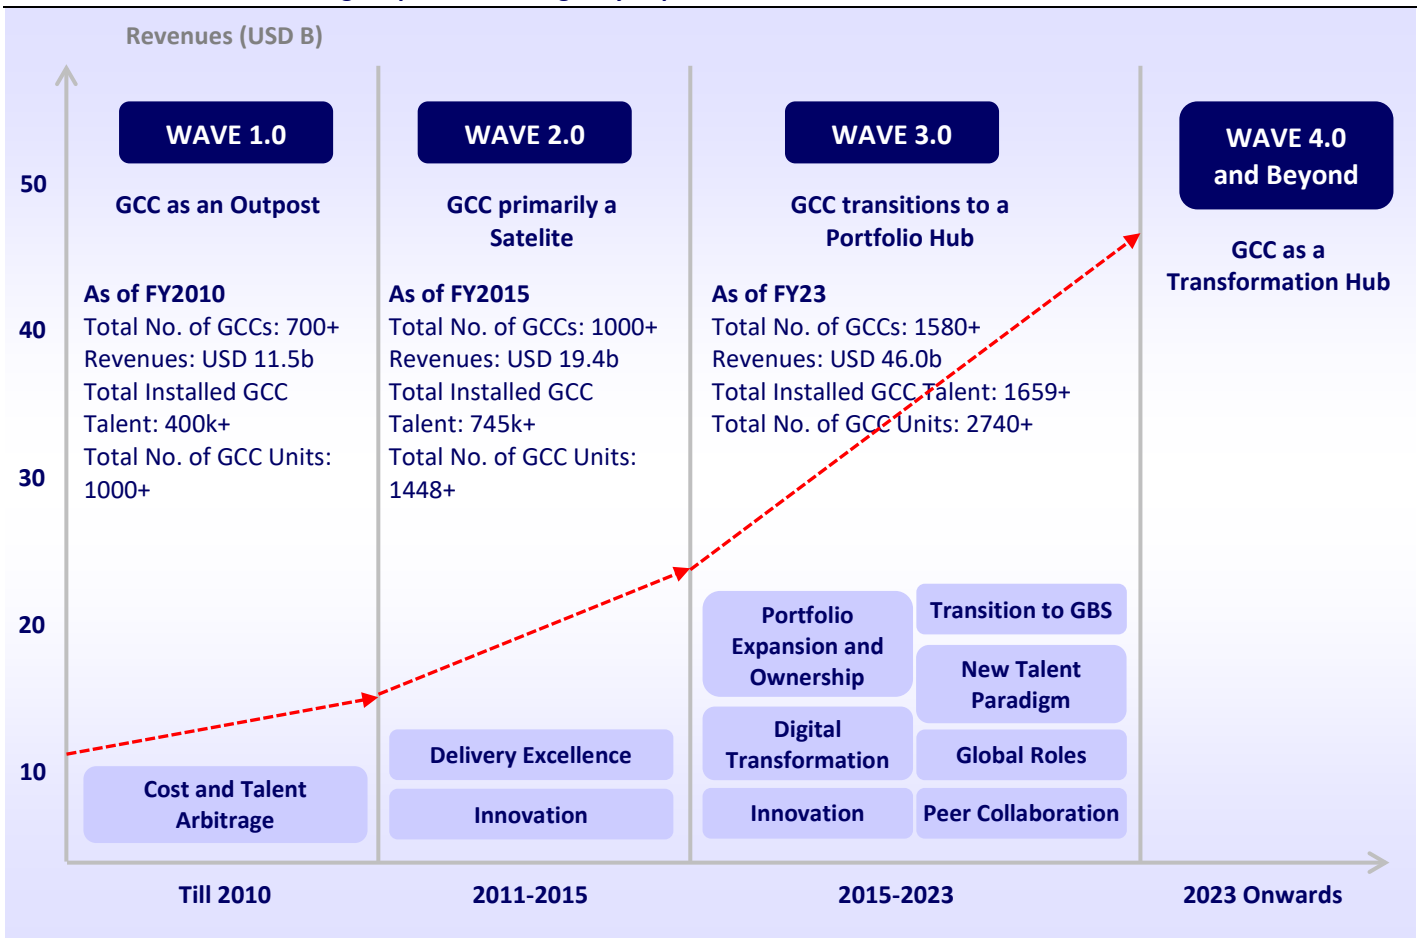 Revenues (USD B)
50
40
30
20
10
WAVE 1.0
GCC as an Outpost
As of FY2010
Total No. of GCCs: 700+
Revenues: USD 11.5b
Total Installed GCC
Talent: 400k+
Total No. of GCC Units:
1000+
Cost and Talent
Arbitrage
Till 2010
WAVE 2.0
GCC primarily a
Satelite
As of FY2015
Total No. of GCCs: 1000+
Revenues: USD 19.4b
Total Installed GCC
Talent: 745k+
Total No. of GCC Units:
1448+
Delivery Excellence
Innovation
2011-2015
WAVE 3.0
GCC transitions to a
Portfolio Hub
As of FY23
Total No. of GCCs: 1580+
Revenues: USD 46.0b
Total Installed GCC Talent: 1659+
Total No. of GCC Units: 2740+
Portfolio
Expansion and
Ownership
Digital
Transformation
Innovation
Transition to GBS
New Talent
Paradigm
Global Roles
Peer Collaboration
2015-2023
WAVE 4.0
and Beyond
GCC as a
Transformation Hub
2023 Onwards